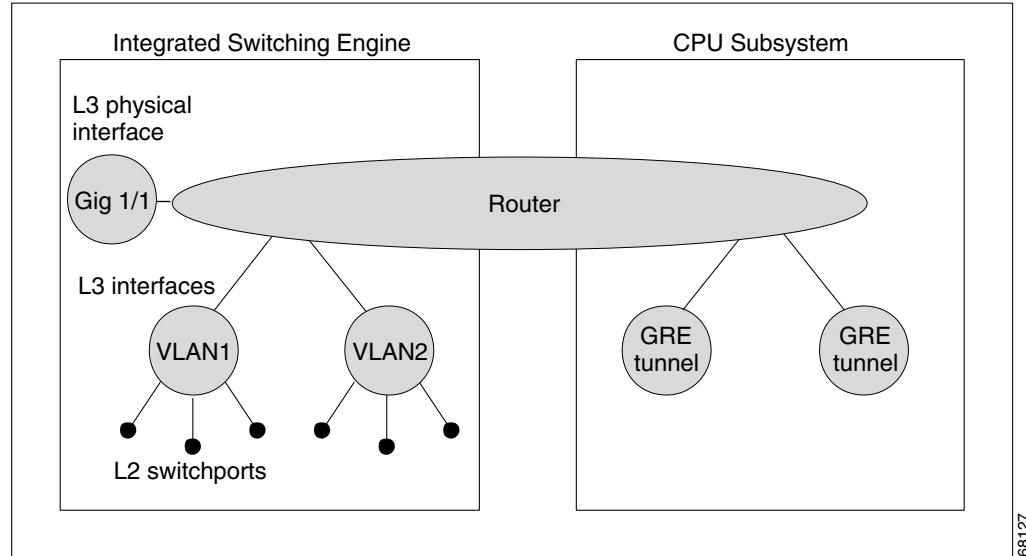 Integrated Switching Engine
CPU Subsystem
L3 physical
interface
Gig 1/1
Router
L3 interfaces
VLAN1
VLAN2
GRE
tunnel
GRE
tunnel
L2 switchports
68127